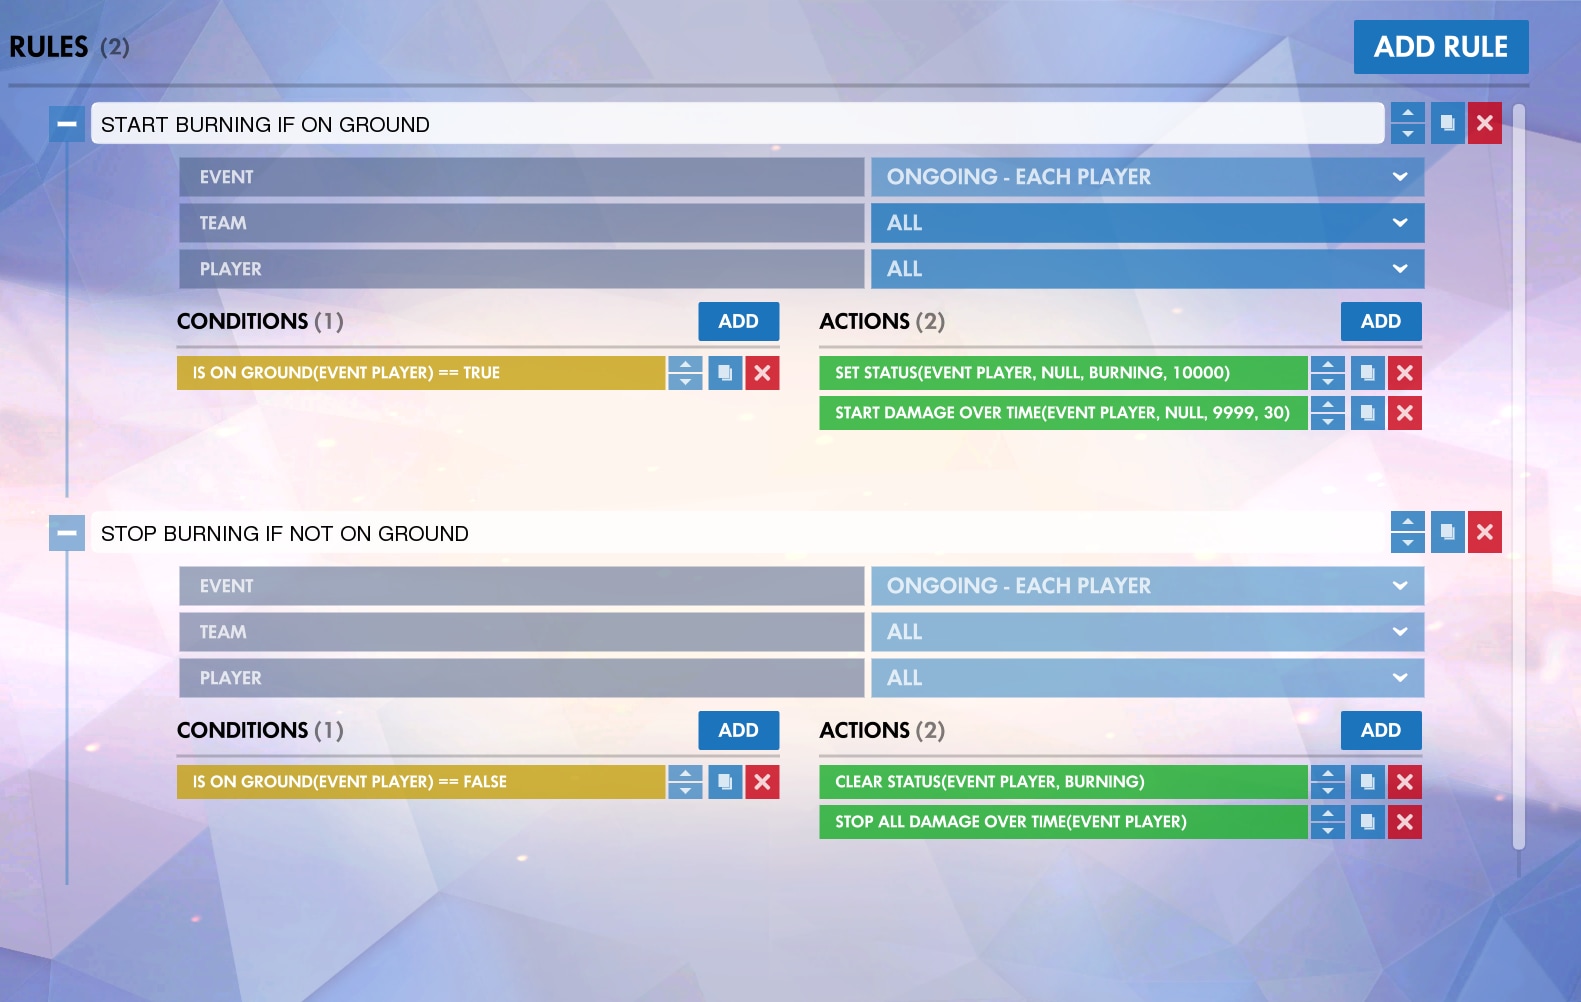 RULES (2)
ADD RULE
START BURNING IF ON GROUND
EVENT
ONGOING - EACH PLAYER
TEAM
ALL
PLAYER
ALL
CONDITIONS (1)
ADD
ACTIONS (2)
ADD
IS ON GROUND(EVENT PLAYER) == TRUE
SET STATUS(EVENT PLAYER, NULL, BURNING, 10000)
START DAMAGE OVER TIME(EVENT PLAYER, NULL, 9999, 30)
STOP BURNING IF NOT ON GROUND
EVENT
ONGOING - EACH PLAYER
TEAM
ALL
PLAYER
ALL
CONDITIONS (1)
ADD
ACTIONS (2)
ADD
IS ON GROUND(EVENT PLAYER) == FALSE
CLEAR STATUS(EVENT PLAYER, BURNING)
STOP ALL DAMAGE OVER TIME(EVENT PLAYER)